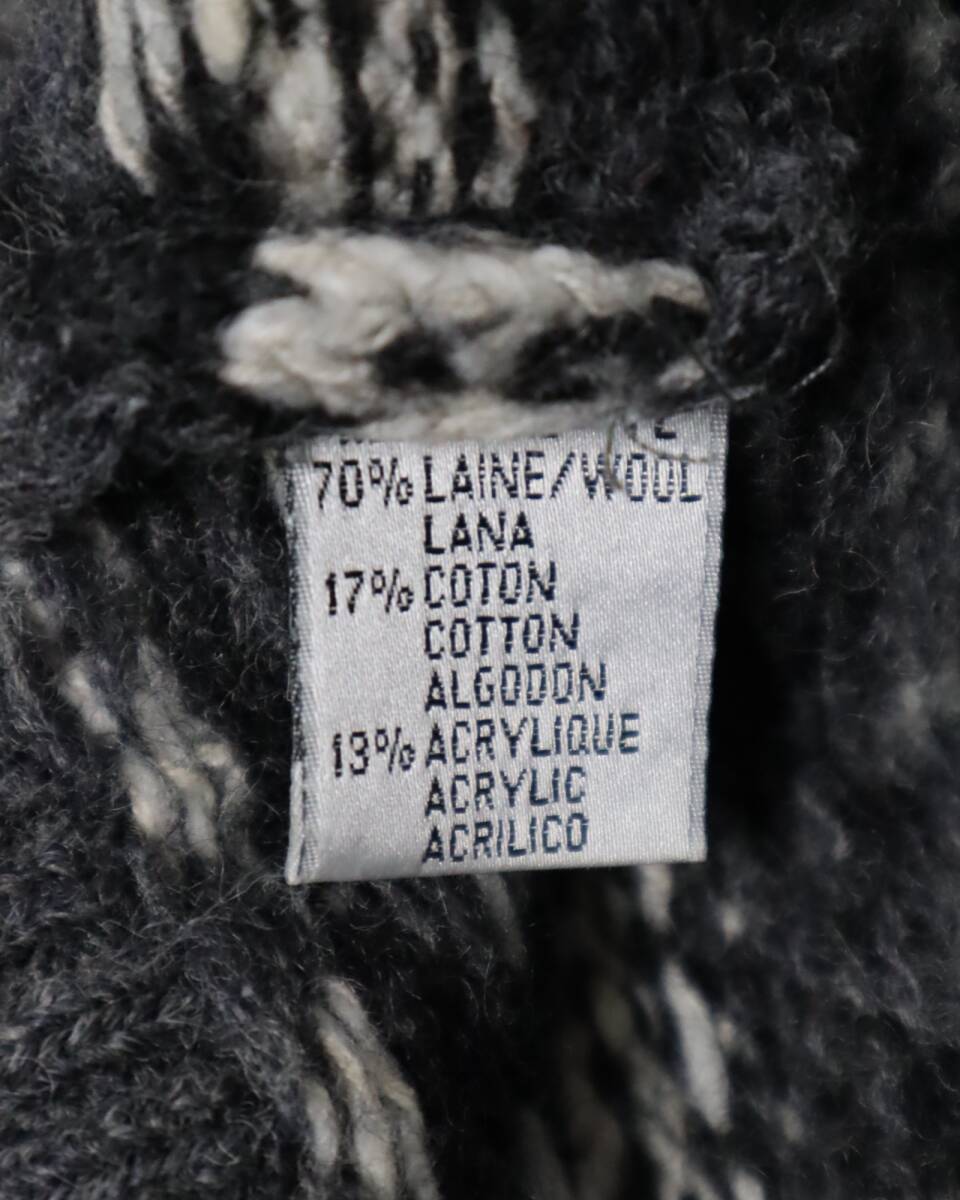 70% LAINE/WOOL
LANA
17% COTON
COTTON
ALGODON
13% ACRYLIQUE
ACRYLIC
ACRILICO